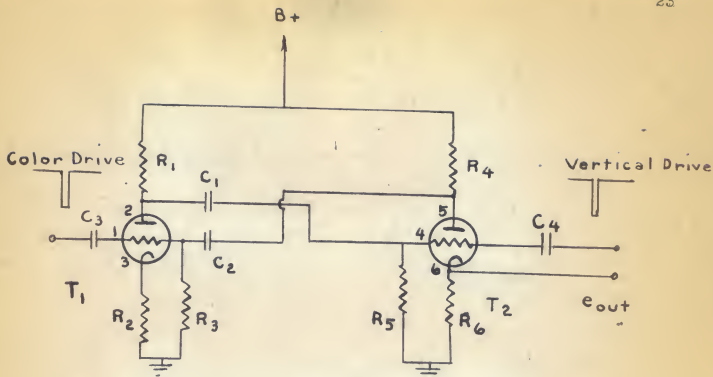 23
B+
Color Drive
Vertical Drive
R1
R4
C1
C3
2
5
C4
1
4
3
C2
6
T1
T2
eout
R2
R3
R5
R6